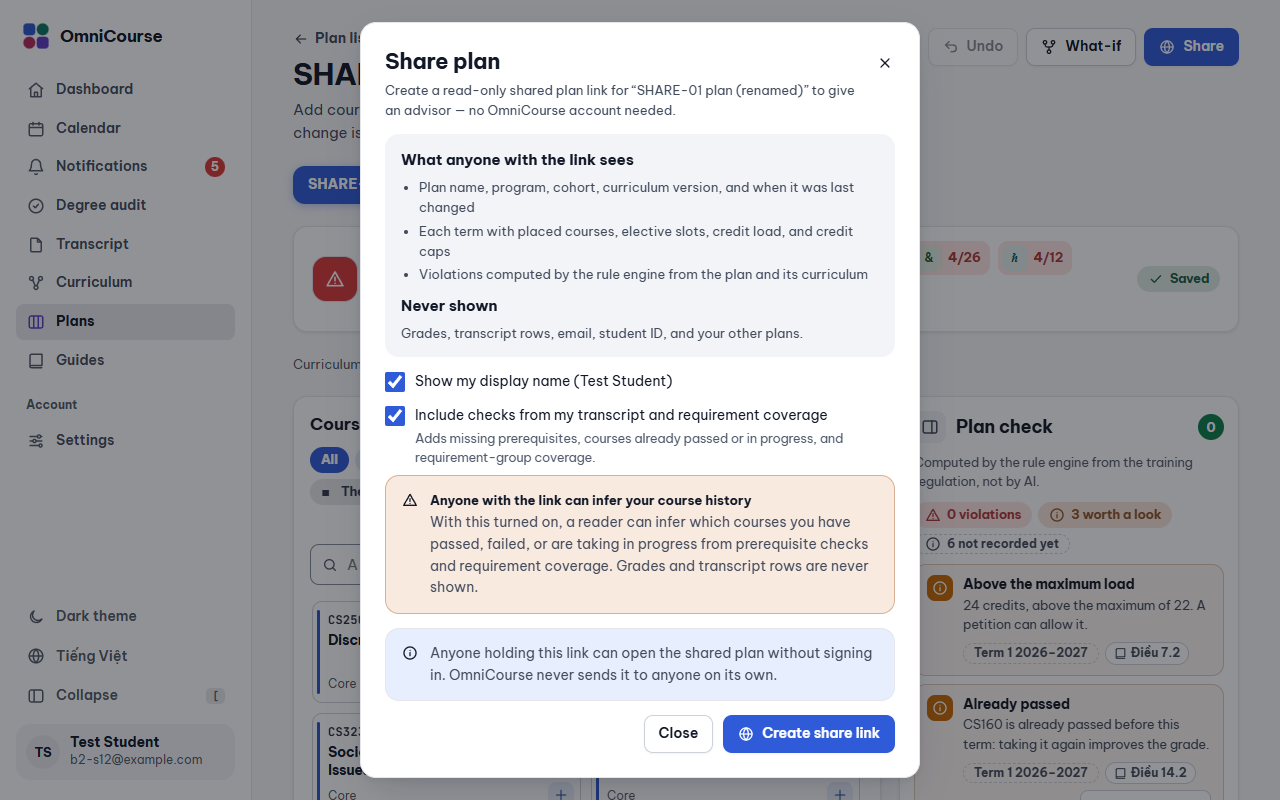 OmniCourse
Dashboard
Calendar
Notifications
5
Degree audit
Transcript
Curriculum
Plans
Guides
Account
Settings
Dark theme
Tiếng Việt
Collapse
[
TS
Test Student
b2-s12@example.com
Plan
Undo
What-if
Share
Add
change
Share plan
Create a read-only shared plan link for “SHARE-01 plan (renamed)” to give
an advisor — no OmniCourse account needed.
What anyone with the link sees
• Plan name, program, cohort, curriculum version, and when it was last
changed
• Each term with placed courses, elective slots, credit load, and credit
caps
• Violations computed by the rule engine from the plan and its curriculum
Never shown
Grades, transcript rows, email, student ID, and your other plans.
Show my display name (Test Student)
Include checks from my transcript and requirement coverage
Adds missing prerequisites, courses already passed or in progress, and
requirement-group coverage.
Anyone with the link can infer your course history
With this turned on, a reader can infer which courses you have
passed, failed, or are taking in progress from prerequisite checks
and requirement coverage. Grades and transcript rows are never
shown.
Anyone holding this link can open the shared plan without signing
in. OmniCourse never sends it to anyone on its own.
Close
Create share link
& 4/26
h 4/12
Saved
Curriculum
All
Core
Core
Plan check
0
Computed by the rule engine from the training
regulation, not by AI.
0 violations
3 worth a look
6 not recorded yet
Above the maximum load
24 credits, above the maximum of 22. A
petition can allow it.
Term 1 2026–2027
Điều 7.2
Already passed
CS160 is already passed before this
term: taking it again improves the grade.
Term 1 2026–2027
Điều 14.2